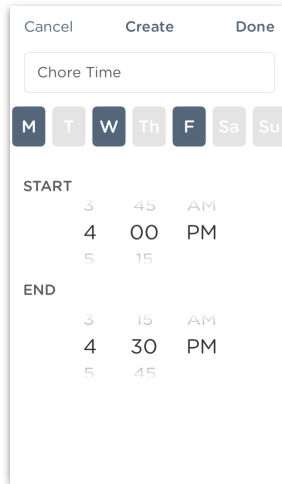 Cancel Create Done
Chore Time
M T W Th F Sa Su
START
3 45 AM
4 00 PM
5 15
END
3 15 AM
4 30 PM
5 45